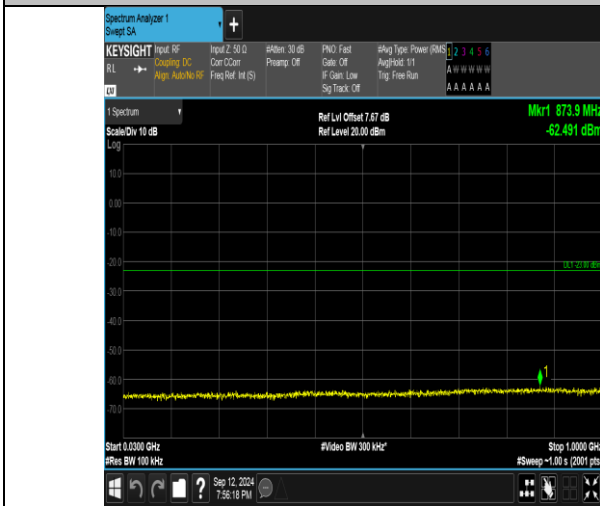 Spectrum Analyzer 1
Swept SA
+
KEYSIGHT
RL
Input: RF
Coupling: DC
Align: Auto/No RF
Input Z: 50 Ω
Corr CCorr
Freq Ref: Int (S)
#Atten: 30 dB
Preamp: Off
PNO: Fast
Gate: Off
IF Gain: Low
Sig Track: Off
#Avg Type: Power (RMS
Avg|Hold: 1/1
Trig: Free Run
1 2 3 4 5 6
A W W W W W
A A A A A A
1 Spectrum
Scale/Div 10 dB
Log
Ref Lvl Offset 7.67 dB
Ref Level 20.00 dBm
Mkr1 873.9 MHz
-62.491 dBm
10.0
0.00
-10.0
-20.0
DL1 -23.00 dBm
-30.0
-40.0
-50.0
-60.0
1
-70.0
Start 0.0300 GHz
#Res BW 100 kHz
#Video BW 300 kHz*
Stop 1.0000 GHz
#Sweep ~1.00 s (2001 pts
?
Sep 12, 2024
7:56:18 PM